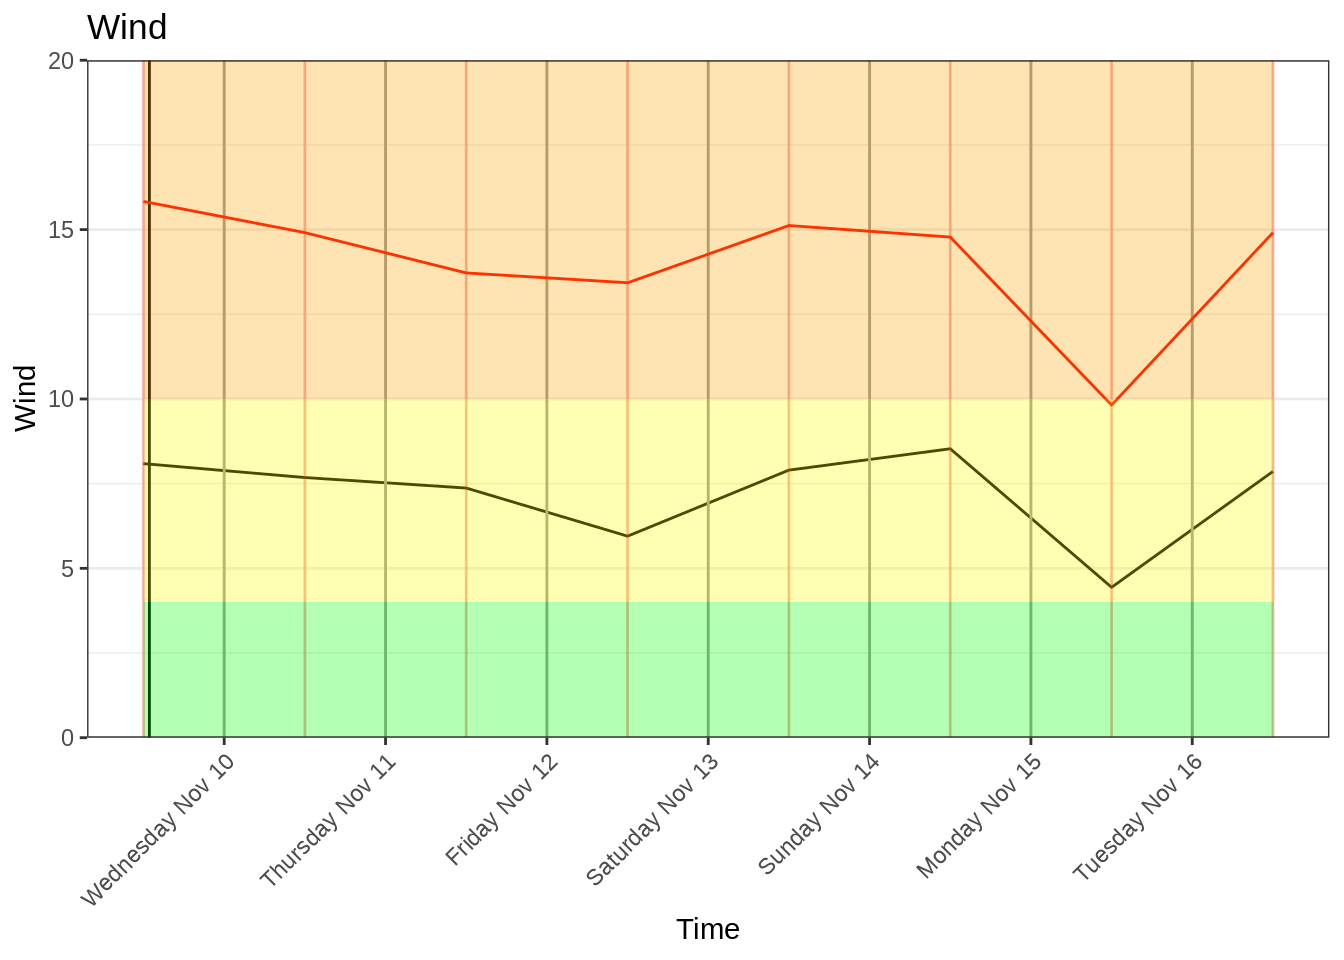 Wind
20
15
10
5
0
Wind
Wednesday Nov 10
Thursday Nov 11
Friday Nov 12
Saturday Nov 13
Sunday Nov 14
Monday Nov 15
Tuesday Nov 16
Time